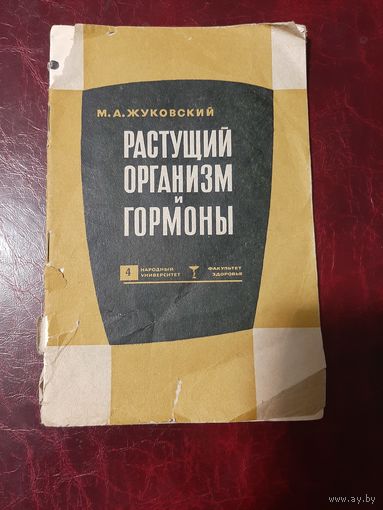 М.А.ЖУКОВСКИЙ
РАСТУЩИЙ
ОРГАНИЗМ
И
ГОРМОНЫ
4
НАРОДНЫЙ
УНИВЕРСИТЕТ
ФАКУЛЬТЕТ
ЗДОРОВЬЯ
www.ay.by